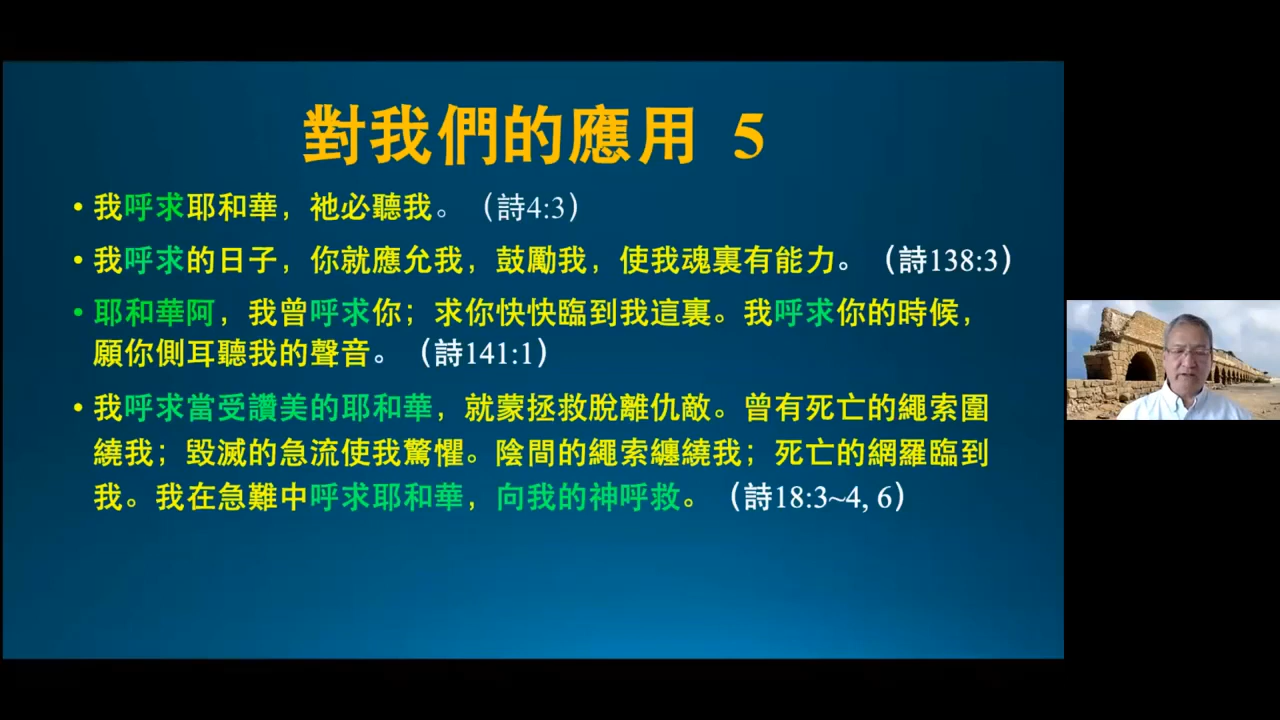 對我們的應用 5
• 我呼求耶和華，祂必聽我。（詩4:3）
• 我呼求的日子，你就應允我，鼓勵我，使我魂裏有能力。（詩138:3）
• 耶和華阿，我曾呼求你；求你快快臨到我這裏。我呼求你的時候，
願你側耳聽我的聲音。（詩141:1）
• 我呼求當受讚美的耶和華，就蒙拯救脫離仇敵。曾有死亡的繩索圍
繞我；毀滅的急流使我驚懼。陰間的繩索纏繞我；死亡的網羅臨到
我。我在急難中呼求耶和華，向我的神呼救。（詩18:3~4, 6）